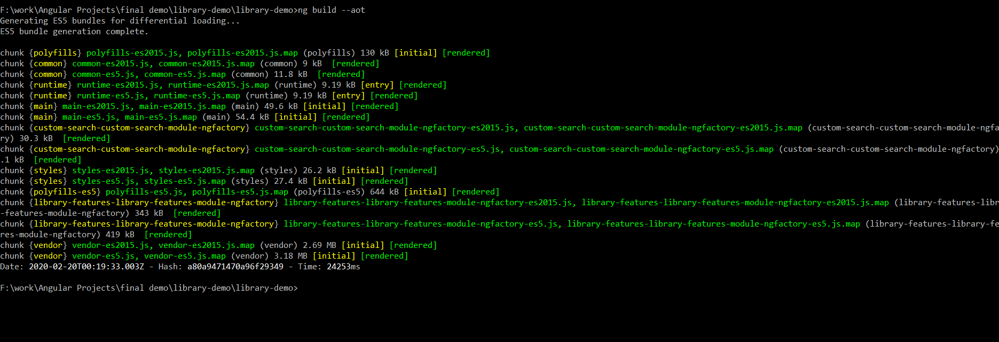 F:\work\Angular Projects\final demo\library-demo\library-demo>ng build --aot
Generating ES5 bundles for differential loading...
ES5 bundle generation complete.
chunk {polyfills} polyfills-es2015.js, polyfills-es2015.js.map (polyfills) 130 kB [initial] [rendered]
chunk {common} common-es2015.js, common-es2015.js.map (common) 9 kB  [rendered]
chunk {common} common-es5.js, common-es5.js.map (common) 11.8 kB  [rendered]
chunk {runtime} runtime-es2015.js, runtime-es2015.js.map (runtime) 9.19 kB [entry] [rendered]
chunk {runtime} runtime-es5.js, runtime-es5.js.map (runtime) 9.19 kB [entry] [rendered]
chunk {main} main-es2015.js, main-es2015.js.map (main) 49.6 kB [initial] [rendered]
chunk {main} main-es5.js, main-es5.js.map (main) 54.4 kB [initial] [rendered]
chunk {custom-search-custom-search-module-ngfactory} custom-search-custom-search-module-ngfactory-es2015.js, custom-search-custom-search-module-ngfactory-es2015.js.map (custom-search-custom-search-module-ngfa
ry) 30.3 kB  [rendered]
chunk {custom-search-custom-search-module-ngfactory} custom-search-custom-search-module-ngfactory-es5.js, custom-search-custom-search-module-ngfactory-es5.js.map (custom-search-custom-search-module-ngfactory)
.1 kB  [rendered]
chunk {styles} styles-es2015.js, styles-es2015.js.map (styles) 26.2 kB [initial] [rendered]
chunk {styles} styles-es5.js, styles-es5.js.map (styles) 27.4 kB [initial] [rendered]
chunk {polyfills-es5} polyfills-es5.js, polyfills-es5.js.map (polyfills-es5) 644 kB [initial] [rendered]
chunk {library-features-library-features-module-ngfactory} library-features-library-features-module-ngfactory-es2015.js, library-features-library-features-module-ngfactory-es2015.js.map (library-features-libr
-features-module-ngfactory) 343 kB  [rendered]
chunk {library-features-library-features-module-ngfactory} library-features-library-features-module-ngfactory-es5.js, library-features-library-features-module-ngfactory-es5.js.map (library-features-library-fe
res-module-ngfactory) 419 kB  [rendered]
chunk {vendor} vendor-es2015.js, vendor-es2015.js.map (vendor) 2.69 MB [initial] [rendered]
chunk {vendor} vendor-es5.js, vendor-es5.js.map (vendor) 3.18 MB [initial] [rendered]
Date: 2020-02-20T00:19:33.003Z - Hash: a80a9471470a96f29349 - Time: 24253ms
F:\work\Angular Projects\final demo\library-demo\library-demo>